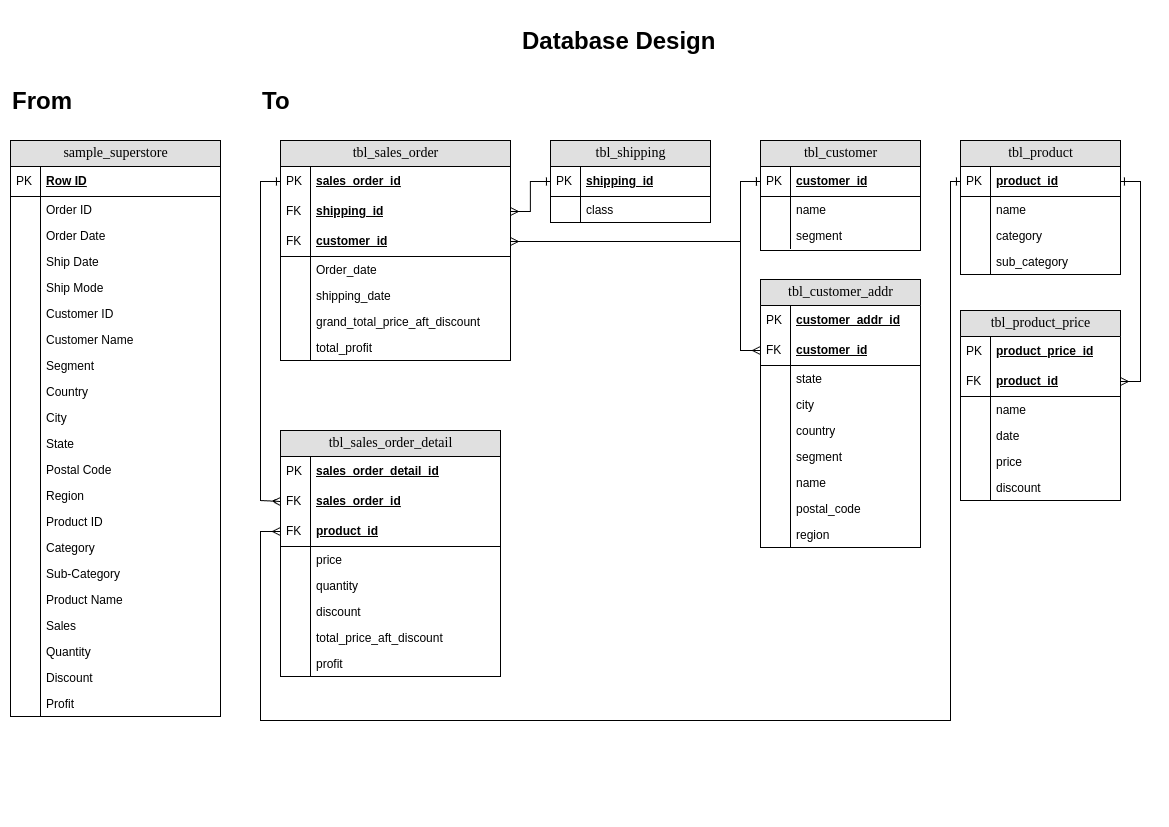 Database Design
From
To
sample_superstore
PK Row ID
Order ID
Order Date
Ship Date
Ship Mode
Customer ID
Customer Name
Segment
Country
City
State
Postal Code
Region
Product ID
Category
Sub-Category
Product Name
Sales
Quantity
Discount
Profit
tbl_sales_order
PK sales_order_id
FK shipping_id
FK customer_id
Order_date
shipping_date
grand_total_price_aft_discount
total_profit
tbl_sales_order_detail
PK sales_order_detail_id
FK sales_order_id
FK product_id
price
quantity
discount
total_price_aft_discount
profit
tbl_shipping
PK shipping_id
class
tbl_customer
PK customer_id
name
segment
tbl_customer_addr
PK customer_addr_id
FK customer_id
state
city
country
segment
name
postal_code
region
tbl_product
PK product_id
name
category
sub_category
tbl_product_price
PK product_price_id
FK product_id
name
date
price
discount